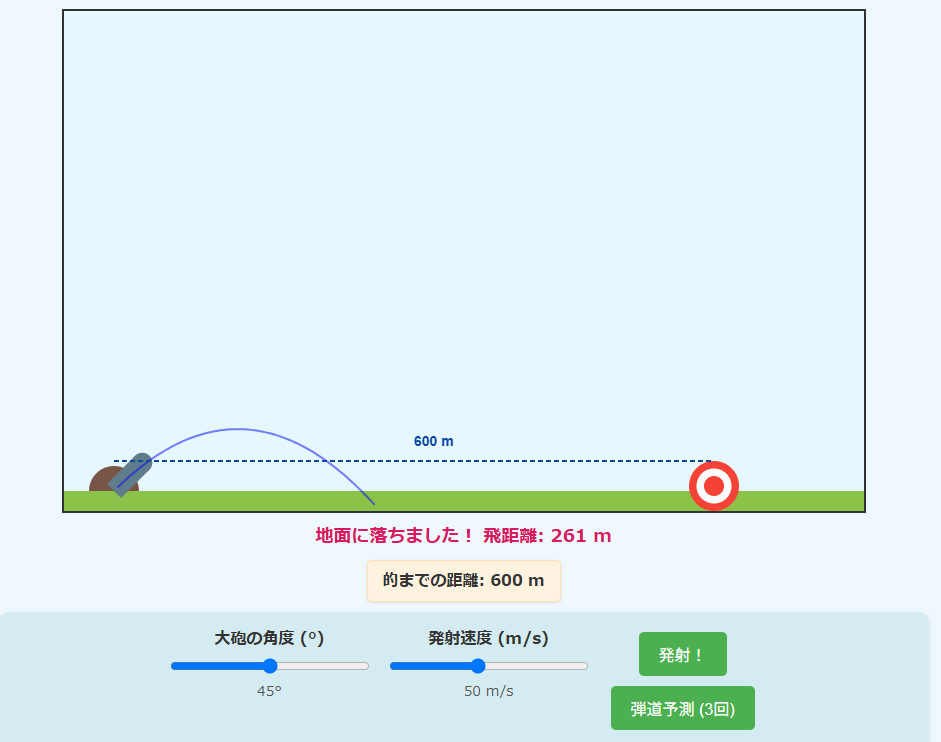 600 m
地面に落ちました！ 飛距離: 261 m
的までの距離: 600 m
大砲の角度 (°)
45°
発射速度 (m/s)
50 m/s
発射！
弾道予測 (3回)